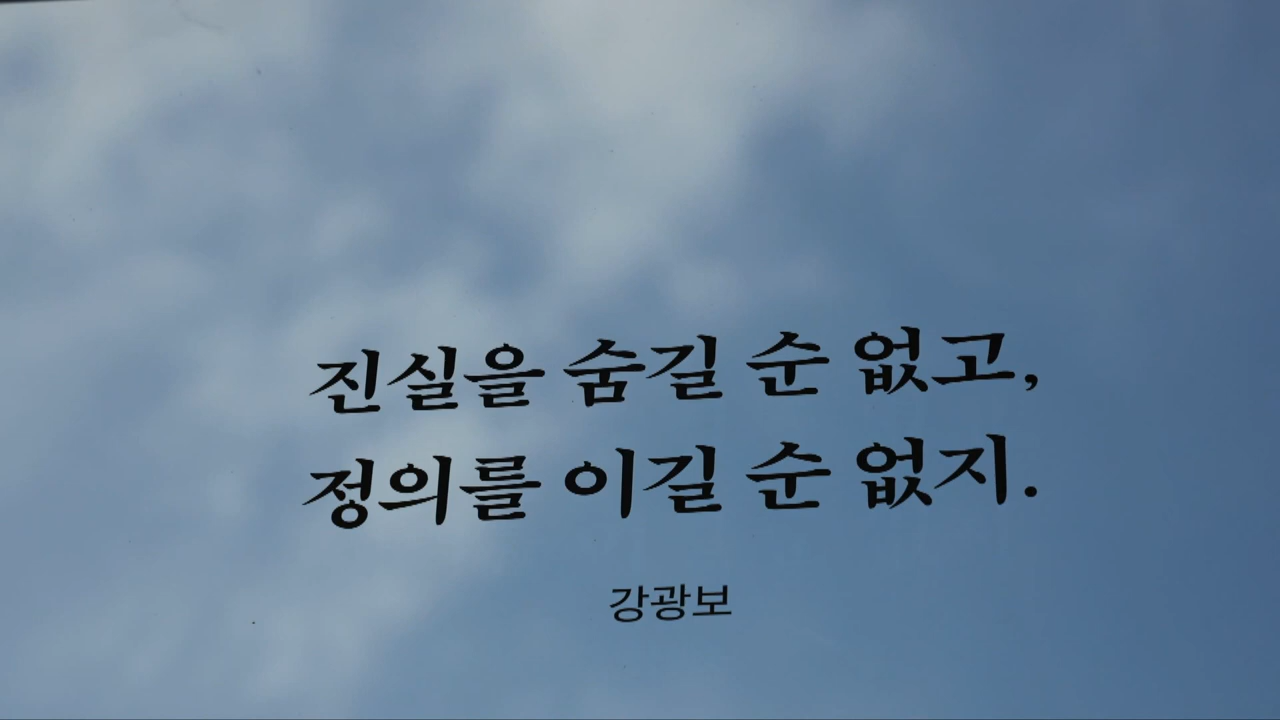 진실을 숨길 순 없고,
정의를 이길 순 없지.
강광보